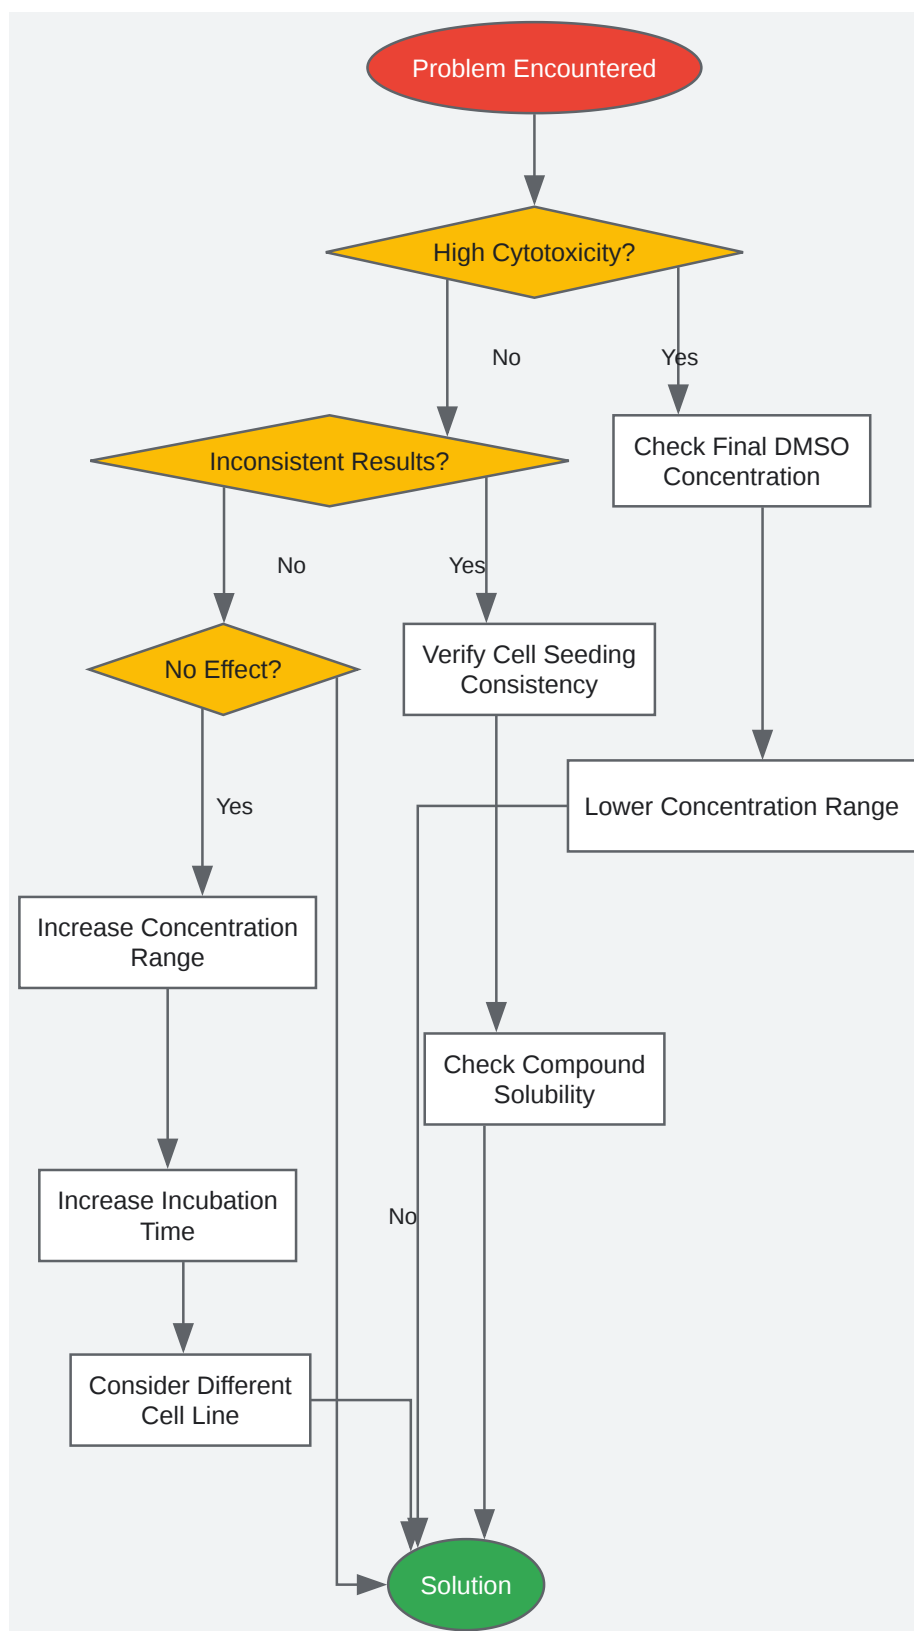 Problem Encountered
High Cytotoxicity?
No
Yes
Check Final DMSO
Concentration
Inconsistent Results?
No
Yes
No Effect?
Verify Cell Seeding
Consistency
Yes
Lower Concentration Range
Increase Concentration
Range
Check Compound
Solubility
Increase Incubation
Time
No
Consider Different
Cell Line
Solution